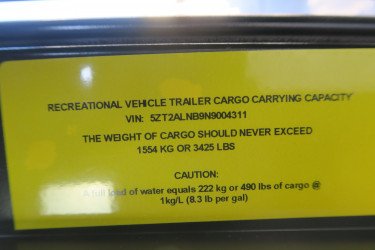 RECREATIONAL VEHICLE TRAILER CARGO CARRYING CAPACITY
VIN: 5ZT2ALNB9N9004311
THE WEIGHT OF CARGO SHOULD NEVER EXCEED
1554 KG OR 3425 LBS
CAUTION:
A full load of water equals 222 kg or 490 lbs of cargo @
1kg/L (8.3 lb per gal)